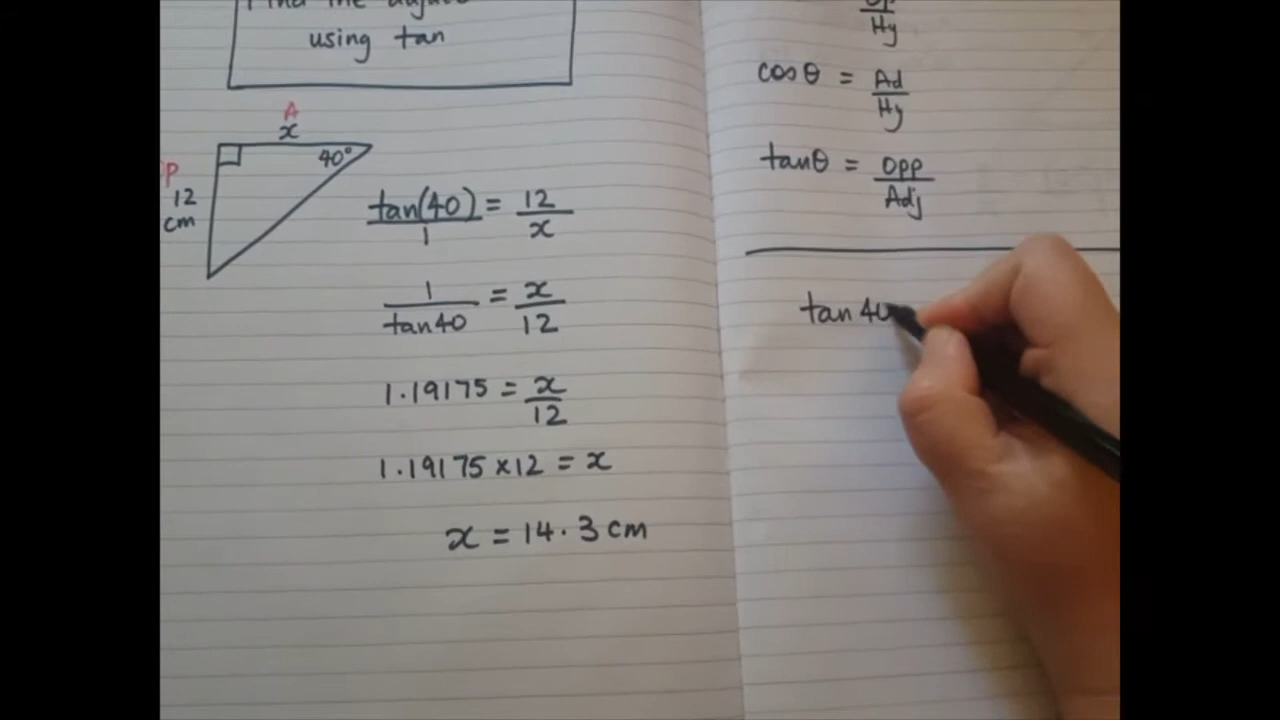 using tan
A
x
40°
P
12
cm
tan(40) = 12
1 x
1 = x
tan40 12
1.19175 = x
12
1.19175 x 12 = x
x = 14.3 cm
Hy
cosθ = Ad
Hy
tanθ = Opp
Adj
tan 40